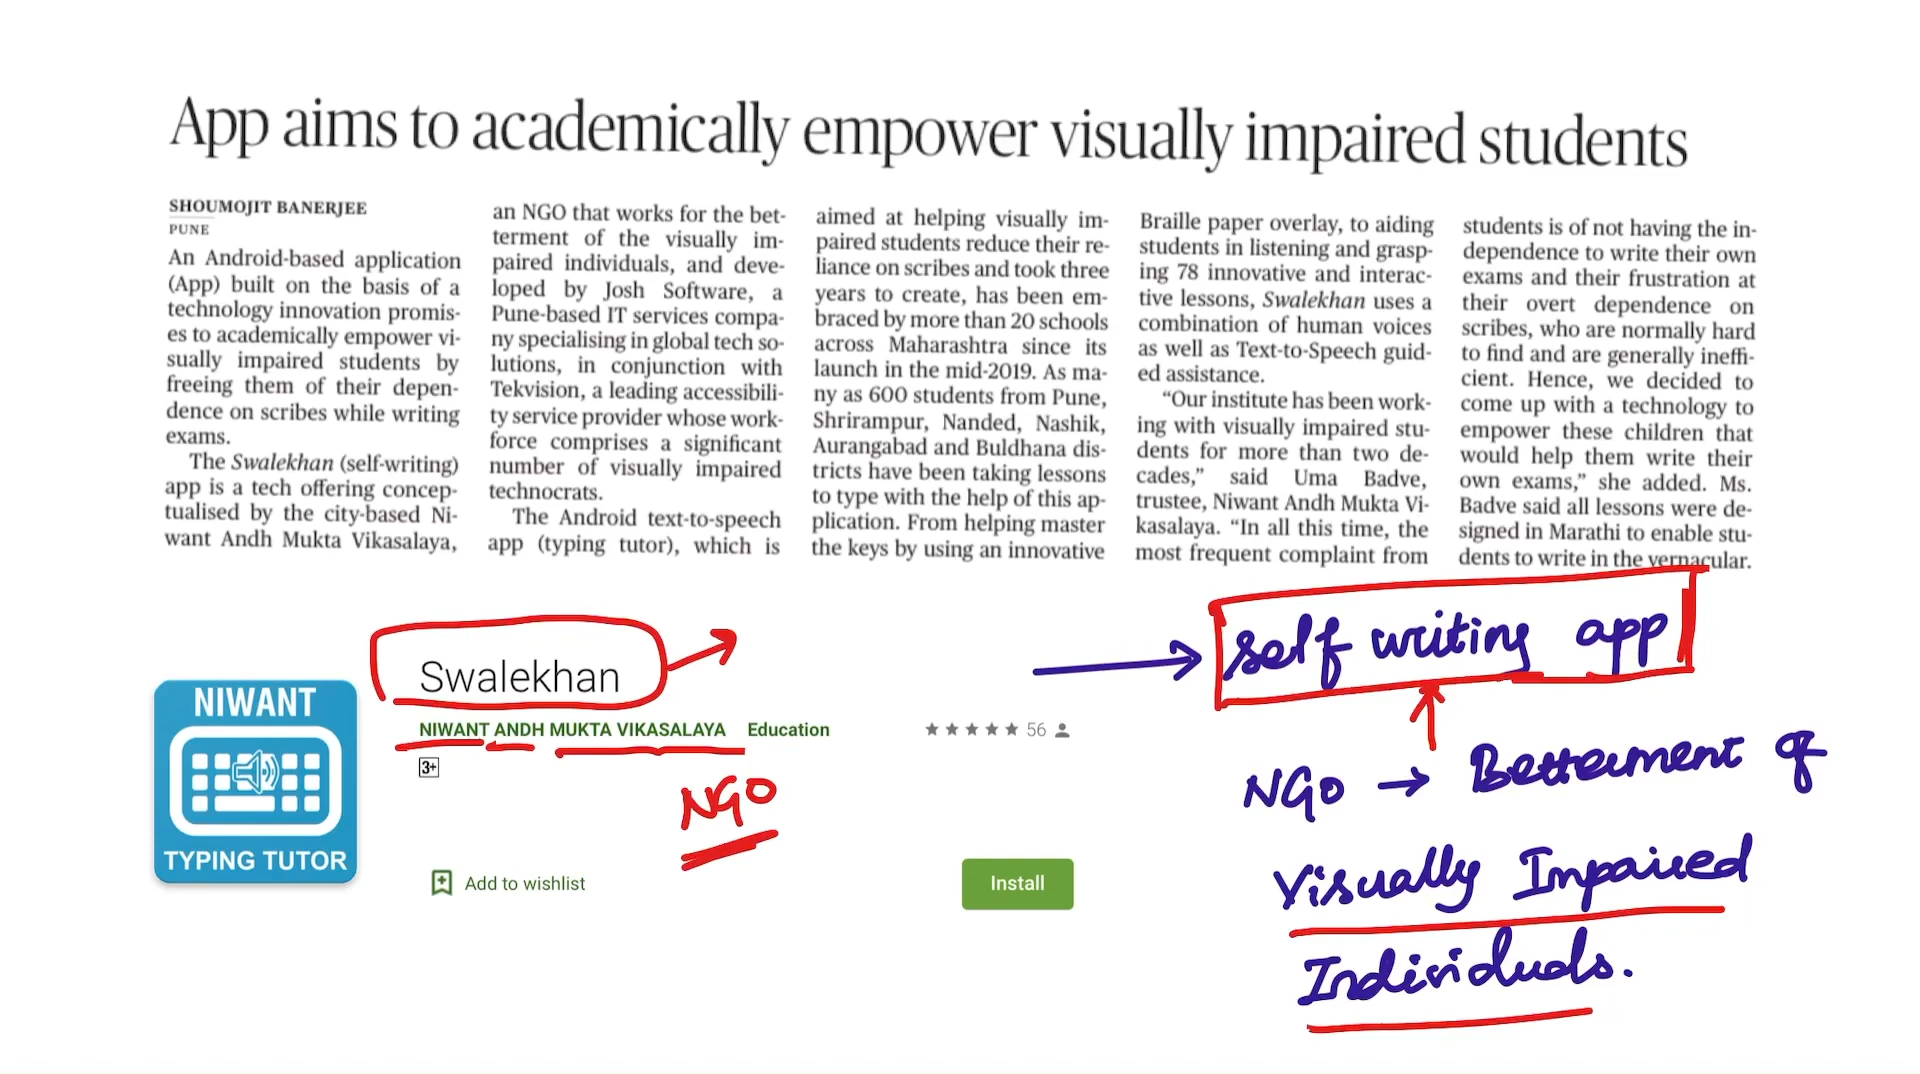 App aims to academically empower visually impaired students
SHOUMOJIT BANERJEE
PUNE
An Android-based application
(App) built on the basis of a
technology innovation promis-
es to academically empower vi-
sually impaired students by
freeing them of their depen-
dence on scribes while writing
exams.
The Swalekhan (self-writing)
app is a tech offering concep-
tualised by the city-based Ni-
want Andh Mukta Vikasalaya,
an NGO that works for the bet-
terment of the visually im-
paired individuals, and deve-
loped by Josh Software, a
Pune-based IT services compa-
ny specialising in global tech so-
lutions, in conjunction with
Tekvision, a leading accessibili-
ty service provider whose work-
force comprises a significant
number of visually impaired
technocrats.
The Android text-to-speech
app (typing tutor), which is
aimed at helping visually im-
paired students reduce their re-
liance on scribes and took three
years to create, has been em-
braced by more than 20 schools
across Maharashtra since its
launch in the mid-2019. As ma-
ny as 600 students from Pune,
Shrirampur, Nanded, Nashik,
Aurangabad and Buldhana dis-
tricts have been taking lessons
to type with the help of this ap-
plication. From helping master
the keys by using an innovative
Braille paper overlay, to aiding
students in listening and grasp-
ing 78 innovative and interac-
tive lessons, Swalekhan uses a
combination of human voices
as well as Text-to-Speech guid-
ed assistance.
“Our institute has been work-
ing with visually impaired stu-
dents for more than two de-
cades,” said Uma Badve,
trustee, Niwant Andh Mukta Vi-
kasalaya. “In all this time, the
most frequent complaint from
students is of not having the in-
dependence to write their own
exams and their frustration at
their overt dependence on
scribes, who are normally hard
to find and are generally ineffi-
cient. Hence, we decided to
come up with a technology to
empower these children that
would help them write their
own exams,” she added. Ms.
Badve said all lessons were de-
signed in Marathi to enable stu-
dents to write in the vernacular.
Swalekhan
NIWANT ANDH MUKTA VIKASALAYA Education
56
3+
NIWANT
TYPING TUTOR
NGO
Add to wishlist
Install
self writing app
NGO → Betterment of
Visually Impaired
Individuals.